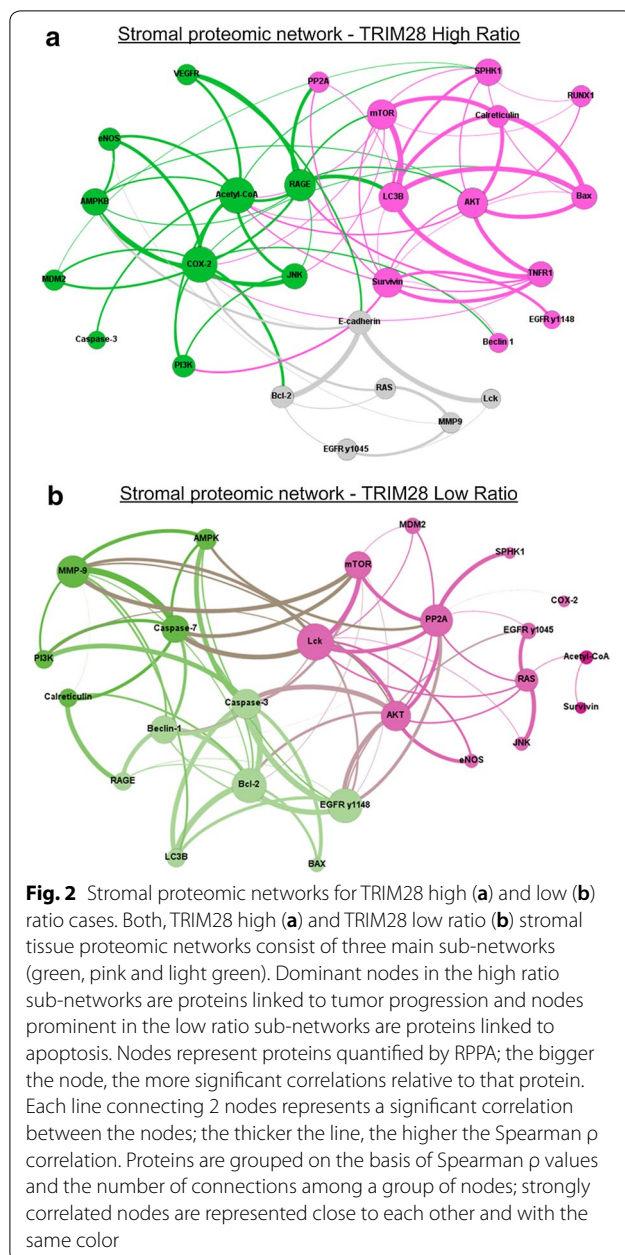 a
Stromal proteomic network - TRIM28 High Ratio
VEGFR
PP2A
SPHK1
RUNX1
mTOR
Calreticulin
eNOS
AMPKB
Acetyl-CoA
RAGE
LC3B
AKT
Bax
COX-2
MDM2
JNK
Survivin
TNFR1
Caspase-3
E-cadherin
EGFR y1148
Beclin 1
PI3K
Bcl-2
RAS
Lck
MMP9
EGFR y1045
b
Stromal proteomic network - TRIM28 Low Ratio
AMPK
MDM2
MMP-9
mTOR
SPHK1
COX-2
Caspase-7
Lck
PP2A
EGFR y1045
PI3K
Acetyl-CoA
RAS
Calreticulin
Caspase-3
Survivin
Beclin-1
AKT
JNK
eNOS
RAGE
Bcl-2
EGFR y1148
LC3B
BAX
Fig. 2 Stromal proteomic networks for TRIM28 high (a) and low (b)
ratio cases. Both, TRIM28 high (a) and TRIM28 low ratio (b) stromal
tissue proteomic networks consist of three main sub-networks
(green, pink and light green). Dominant nodes in the high ratio
sub-networks are proteins linked to tumor progression and nodes
prominent in the low ratio sub-networks are proteins linked to
apoptosis. Nodes represent proteins quantified by RPPA; the bigger
the node, the more significant correlations relative to that protein.
Each line connecting 2 nodes represents a significant correlation
between the nodes; the thicker the line, the higher the Spearman ρ
correlation. Proteins are grouped on the basis of Spearman ρ values
and the number of connections among a group of nodes; strongly
correlated nodes are represented close to each other and with the
same color